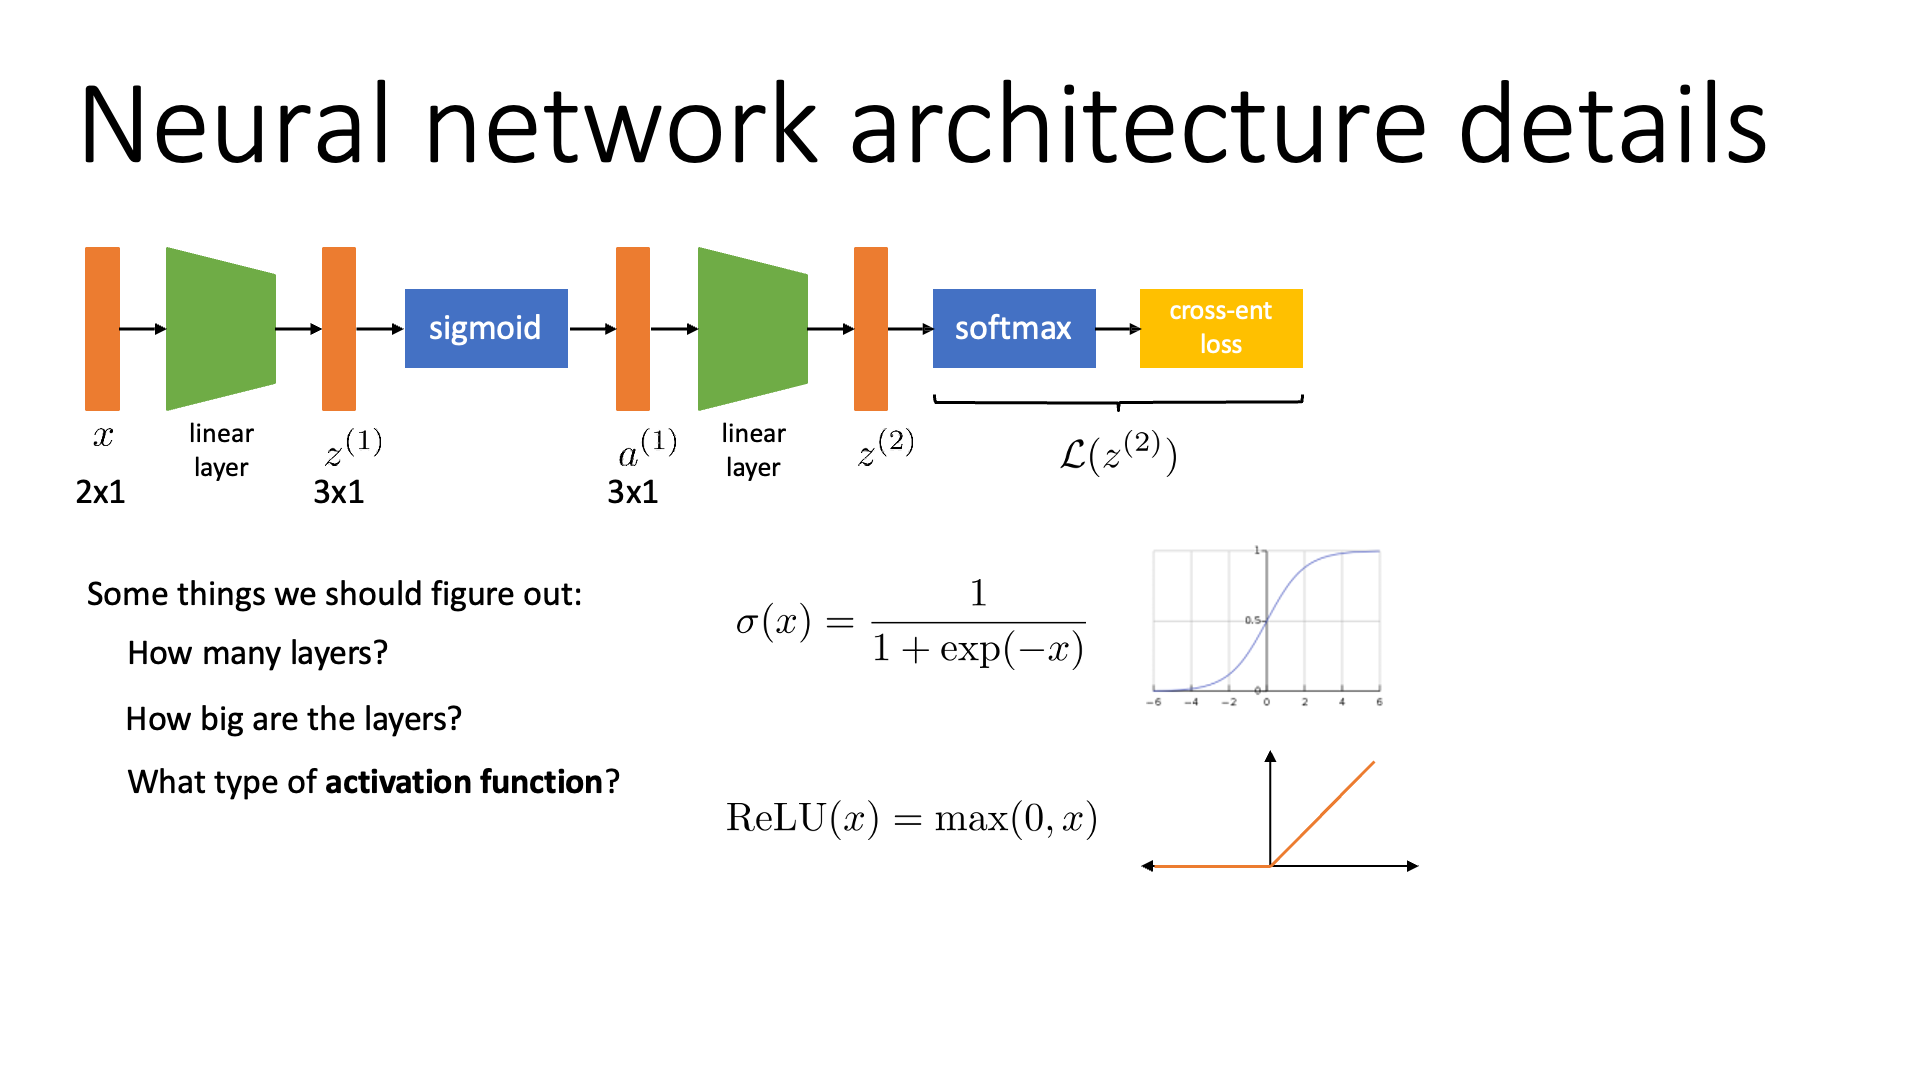 Neural network architecture details
sigmoid
softmax
cross-ent
loss
x
linear
layer
z^{(1)}
a^{(1)}
linear
layer
z^{(2)}
\mathcal{L}(z^{(2)})
2x1
3x1
3x1
Some things we should figure out:
How many layers?
How big are the layers?
What type of activation function?
σ(x) = \frac{1}{1 + exp(−x)}
1
0.5
0
−6 −4 −2 0 2 4 6
ReLU(x) = max(0, x)